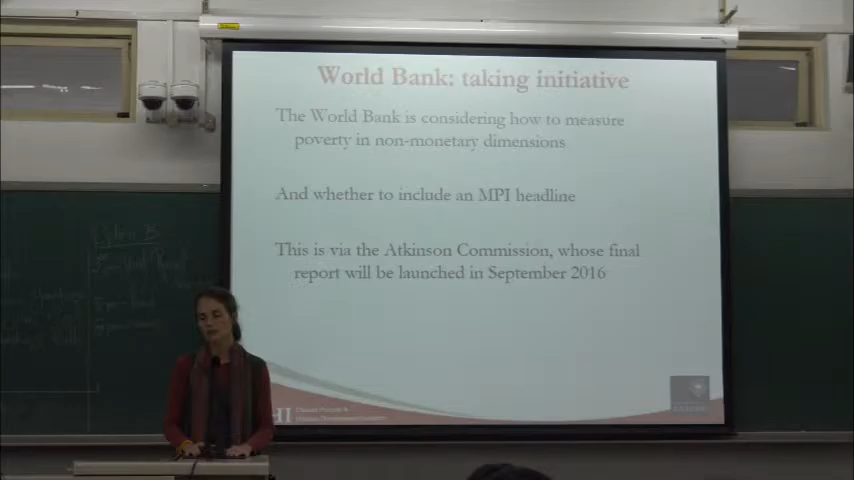 World Bank: taking initiative
The World Bank is considering how to measure
poverty in non-monetary dimensions
And whether to include an MPI headline
This is via the Atkinson Commission, whose final
report will be launched in September 2016
HI